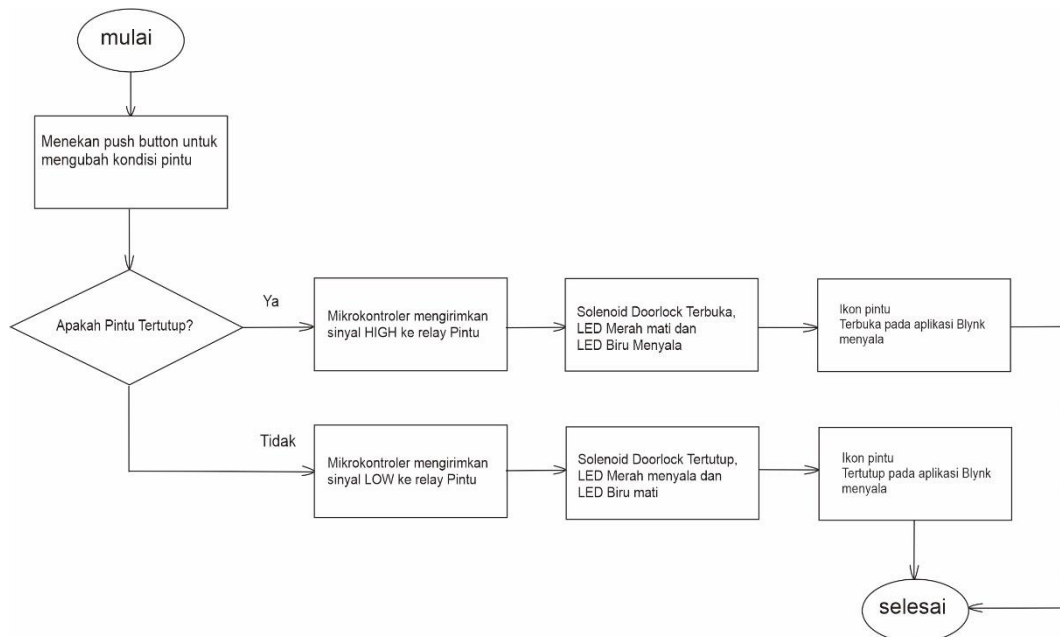 mulai
Menekan push button untuk
mengubah kondisi pintu
Apakah Pintu Tertutup?
Ya
Mikrokontroler mengirimkan
sinyal HIGH ke relay Pintu
Solenoid Doorlock Terbuka,
LED Merah mati dan
LED Biru Menyala
Ikon pintu
Terbuka pada aplikasi Blynk
menyala
Tidak
Mikrokontroler mengirimkan
sinyal LOW ke relay Pintu
Solenoid Doorlock Tertutup,
LED Merah menyala dan
LED Biru mati
Ikon pintu
Tertutup pada aplikasi Blynk
menyala
selesai